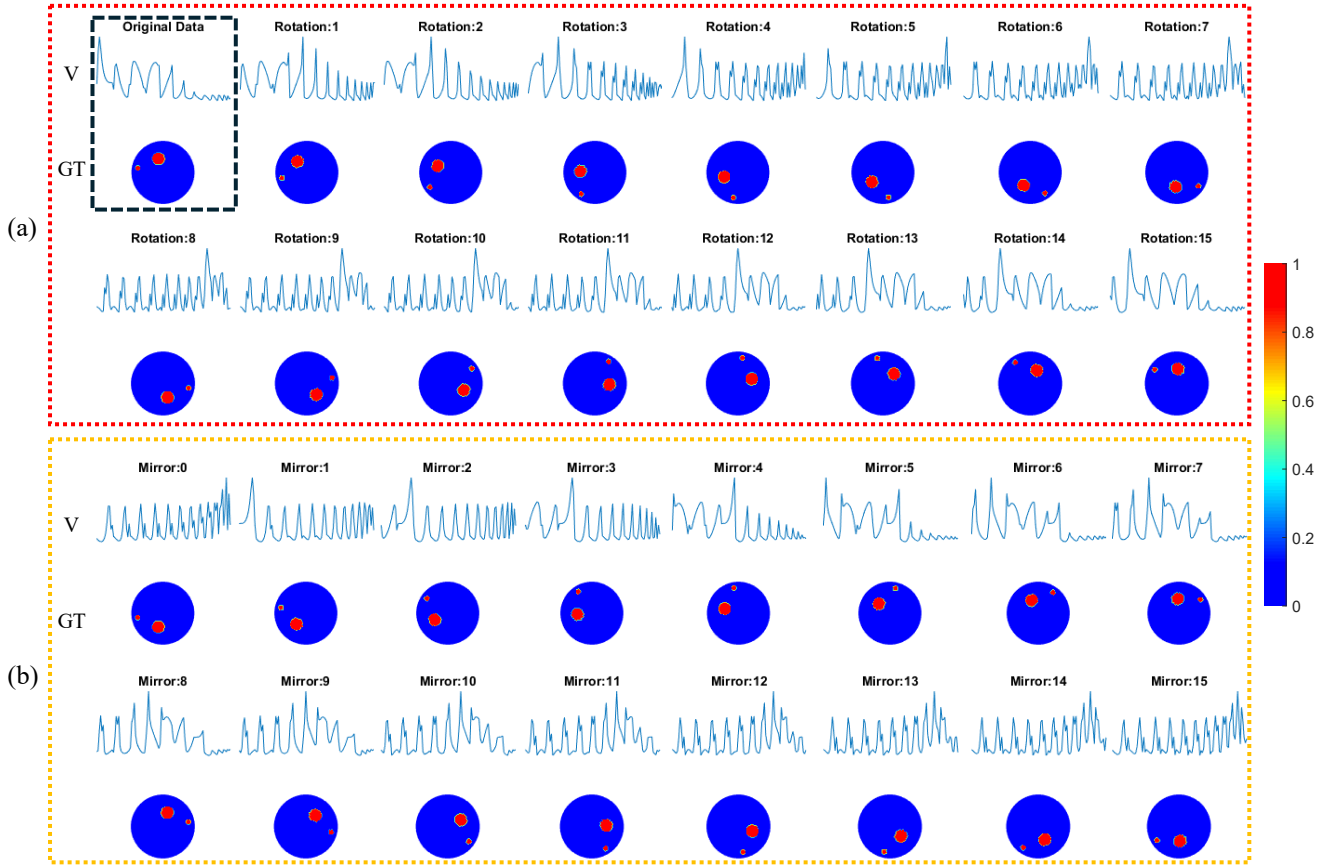 Original Data Rotation:1 Rotation:2 Rotation:3 Rotation:4 Rotation:5 Rotation:6 Rotation:7
V
GT
(a)
Rotation:8 Rotation:9 Rotation:10 Rotation:11 Rotation:12 Rotation:13 Rotation:14 Rotation:15
1
0.8
0.6
0.4
0.2
0
Mirror:0 Mirror:1 Mirror:2 Mirror:3 Mirror:4 Mirror:5 Mirror:6 Mirror:7
V
GT
(b)
Mirror:8 Mirror:9 Mirror:10 Mirror:11 Mirror:12 Mirror:13 Mirror:14 Mirror:15